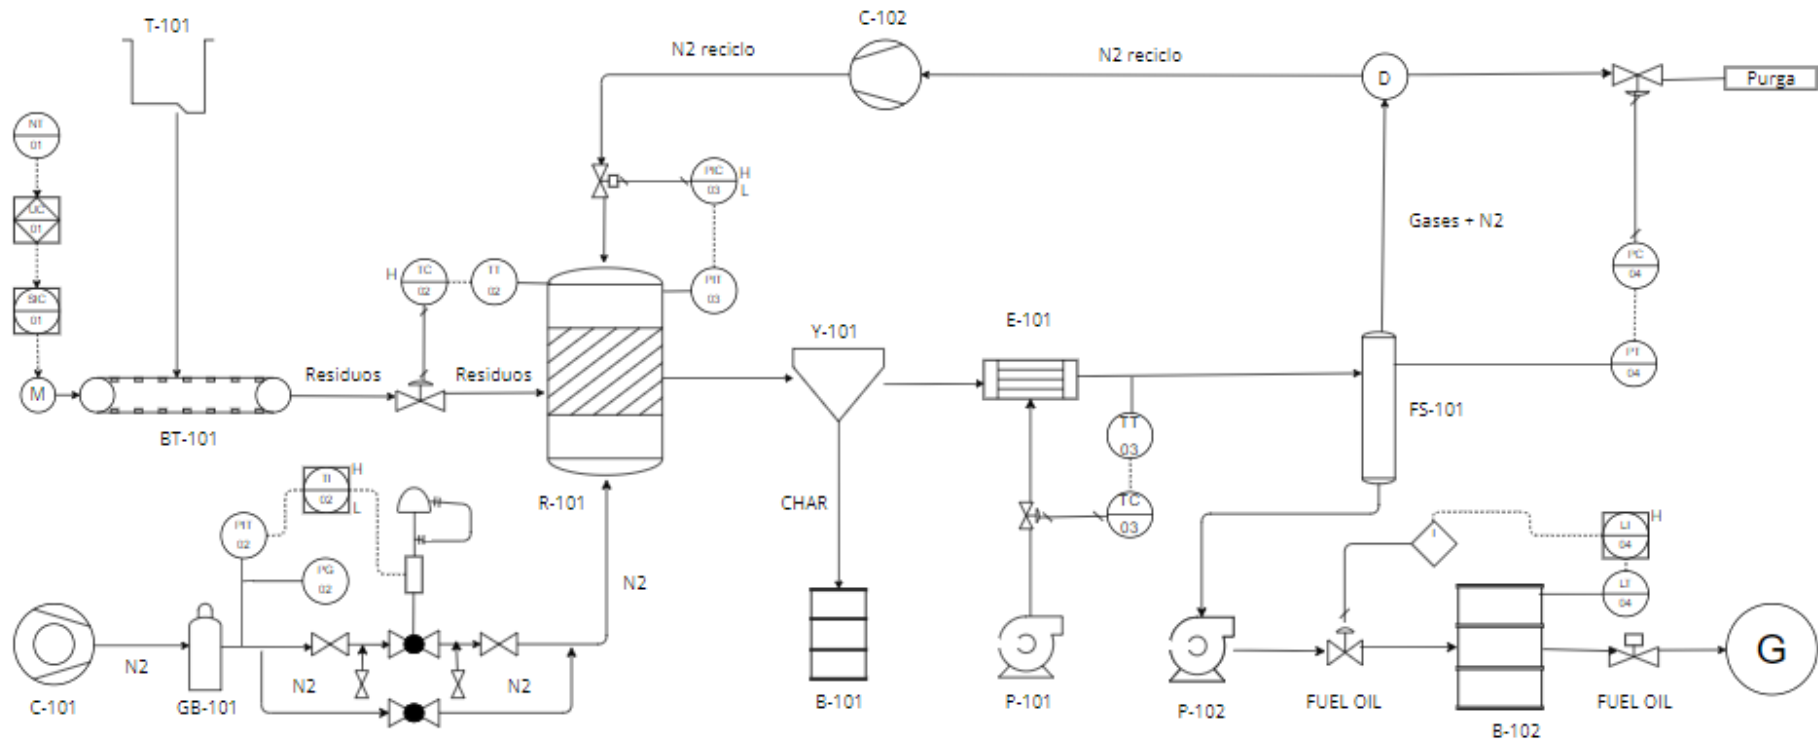 T-101
C-102
N2 reciclo
N2 reciclo
D
Purga
NT
01
PIC
03
H
L
UC
01
Gases + N2
H
TC
02
TT
02
PIT
03
PC
04
SIC
01
Y-101
E-101
M
Residuos
Residuos
PT
04
BT-101
FS-101
TT
03
TI
02
H
L
R-101
CHAR
TC
03
PIT
02
I
LI
04
H
PG
02
N2
LT
04
N2
N2
N2
G
C-101
GB-101
B-101
P-101
P-102
FUEL OIL
FUEL OIL
B-102